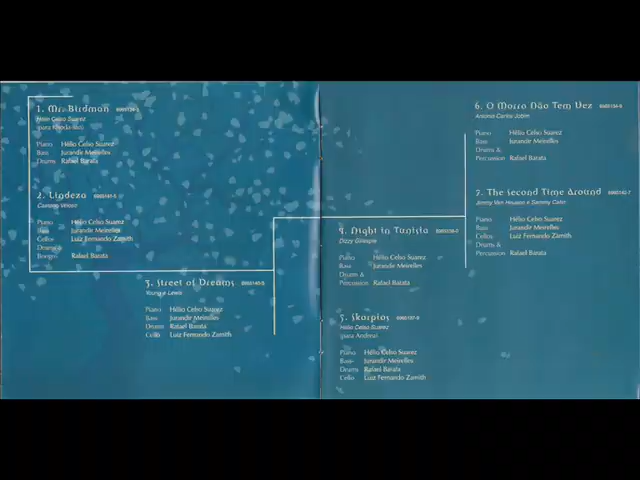 1. Mr. Birdman
Hélio Celso Suarez
Piano Hélio Celso Suarez
Bass Jurandir Meirelles
Drums Rafael Barata
2. Lindeza
Caetano Veloso
Piano Hélio Celso Suarez
Bass Jurandir Meirelles
Cellos Luiz Fernando Zamith
Drums e
Bongos Rafael Barata
3. Street of Dreams
Young e Lewis
Piano Hélio Celso Suarez
Bass Jurandir Meirelles
Drums Rafael Barata
Cello Luiz Fernando Zamith
4. Night in Tunisia
Dizzy Gillespie
Piano Hélio Celso Suarez
Bass Jurandir Meirelles
Drums &
Percussion Rafael Barata
5. Skorpios
Hélio Celso Suarez
(para Andrea)
Piano Hélio Celso Suarez
Bass Jurandir Meirelles
Drums Rafael Barata
Cello Luiz Fernando Zamith
6. O Morro Não Tem Vez
Antonio Carlos Jobim
Piano Hélio Celso Suarez
Bass Jurandir Meirelles
Drums &
Percussion Rafael Barata
7. The Second Time Around
Jimmy Van Heusen e Sammy Cahn
Piano Hélio Celso Suarez
Bass Jurandir Meirelles
Cellos Luiz Fernando Zamith
Drums &
Percussion Rafael Barata